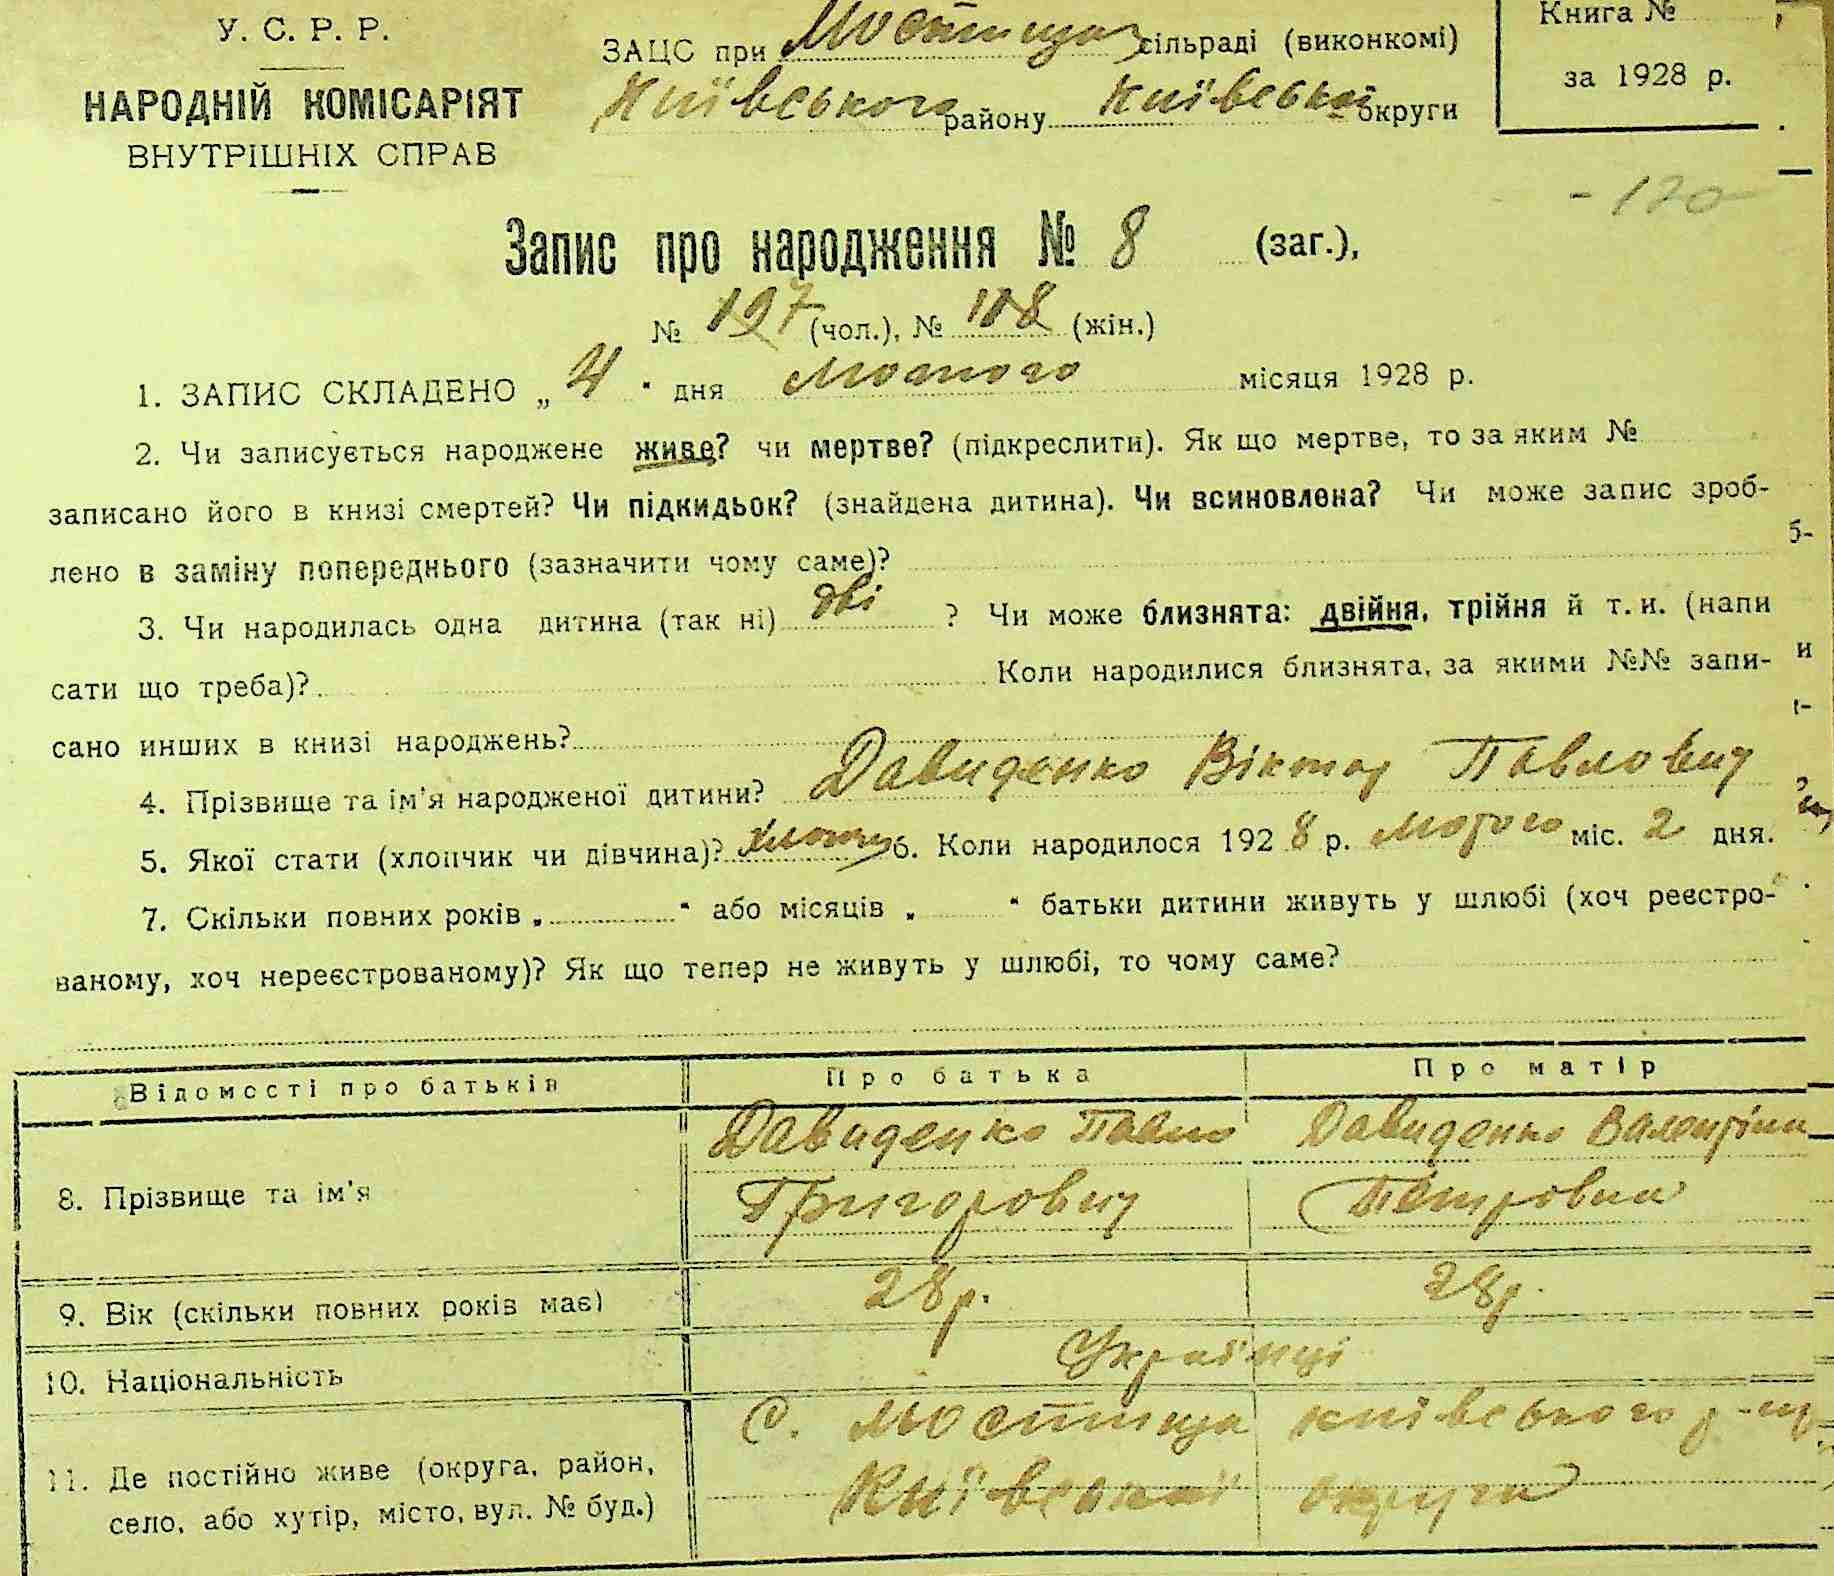 У. С. Р. Р.
НАРОДНІЙ КОМІСАРІЯТ
ВНУТРІШНІХ СПРАВ
ЗАЦС при Мостища сільраді (виконкомі)
Київського району Київської округи
Книга №
за 1928 р.
- 120
Запис про народження № 8 (заг.),
№ (чол.), № 108 (жін.)
1. ЗАПИС СКЛАДЕНО „ 4 " дня Лютого місяця 1928 р.
2. Чи записується народжене живе? чи мертве? (підкреслити). Як що мертве, то за яким №
записано його в книзі смертей? Чи підкидьок? (знайдена дитина). Чи всиновлена? Чи може запис зроб-
лено в заміну попереднього (зазначити чому саме)?
3. Чи народилась одна дитина (так ні) дві ? Чи може близнята: двійня, трійня й т. и. (напи
сати що треба)? Коли народилися близнята, за якими №№ запи-
сано инших в книзі народжень?
4. Прізвище та ім'я народженої дитини? Давиденко Віктор Павлович
5. Якої стати (хлопчик чи дівчина)? хлопчик 6. Коли народилося 1928 р. Лютого міс. 2 дня.
7. Скільки повних років „ " або місяців „ " батьки дитини живуть у шлюбі (хоч реєстро-
ваному, хоч нереєстрованому)? Як що тепер не живуть у шлюбі, то чому саме?
Відомості про батьків Про батька Про матір
8. Прізвище та ім'я Давиденко Павло Григорович Давиденко Валентіна Петровна
9. Вік (скільки повних років має) 28 р. 28 р.
10. Національність Українці
11. Де постійно живе (округа, район, село, або хутір, місто, вул. № буд.) С. Мостища київського р-ну
Київської округи